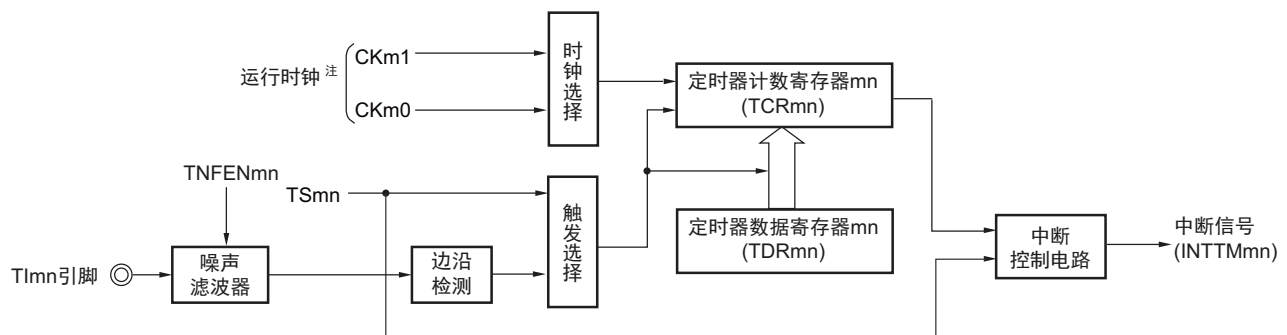 运行时钟 注
CKm1
CKm0
时钟选择
定时器计数寄存器mn
(TCRmn)
TNFENmn
TSmn
触发选择
定时器数据寄存器mn
(TDRmn)
TImn引脚
噪声
滤波器
边沿
检测
中断
控制电路
中断信号
(INTTMmn)